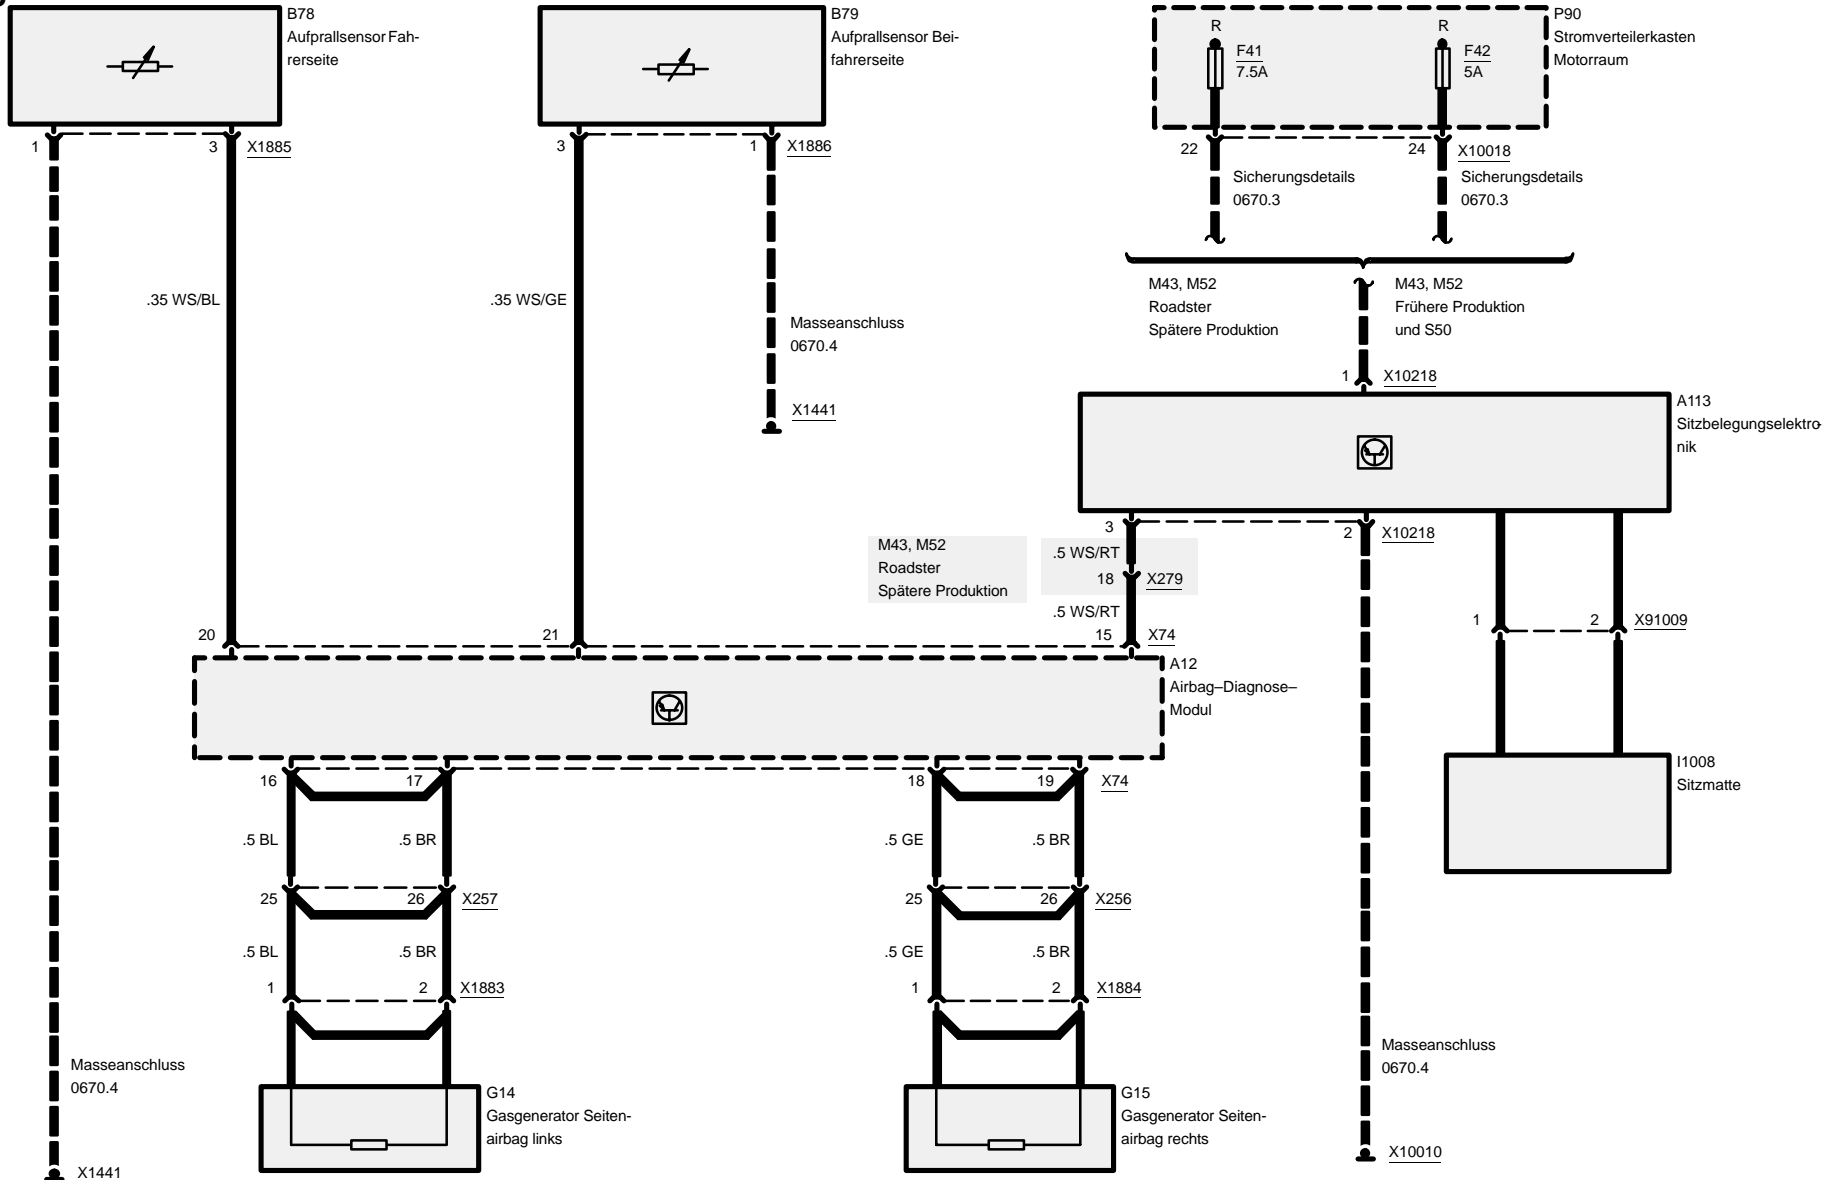 B78
Aufprallsensor Fah-
rerseite
B79
Aufprallsensor Bei-
fahrerseite
P90
Stromverteilerkasten
Motorraum
R
F41
7.5A
R
F42
5A
1
3
X1885
3
1
X1886
22
24
X10018
Sicherungsdetails
0670.3
Sicherungsdetails
0670.3
.35 WS/BL
.35 WS/GE
Masseanschluss
0670.4
X1441
M43, M52
Roadster
Spätere Produktion
M43, M52
Frühere Produktion
und S50
1
X10218
A113
Sitzbelegungselektro-
nik
3
2
X10218
M43, M52
Roadster
Spätere Produktion
.5 WS/RT
18
X279
.5 WS/RT
1
2
X91009
20
21
15
X74
A12
Airbag–Diagnose–
Modul
I1008
Sitzmatte
16
17
18
19
X74
.5 BL
.5 BR
.5 GE
.5 BR
25
26
X257
25
26
X256
.5 BL
.5 BR
.5 GE
.5 BR
1
2
X1883
1
2
X1884
Masseanschluss
0670.4
Masseanschluss
0670.4
G14
Gasgenerator Seiten-
airbag links
G15
Gasgenerator Seiten-
airbag rechts
X10010
X1441